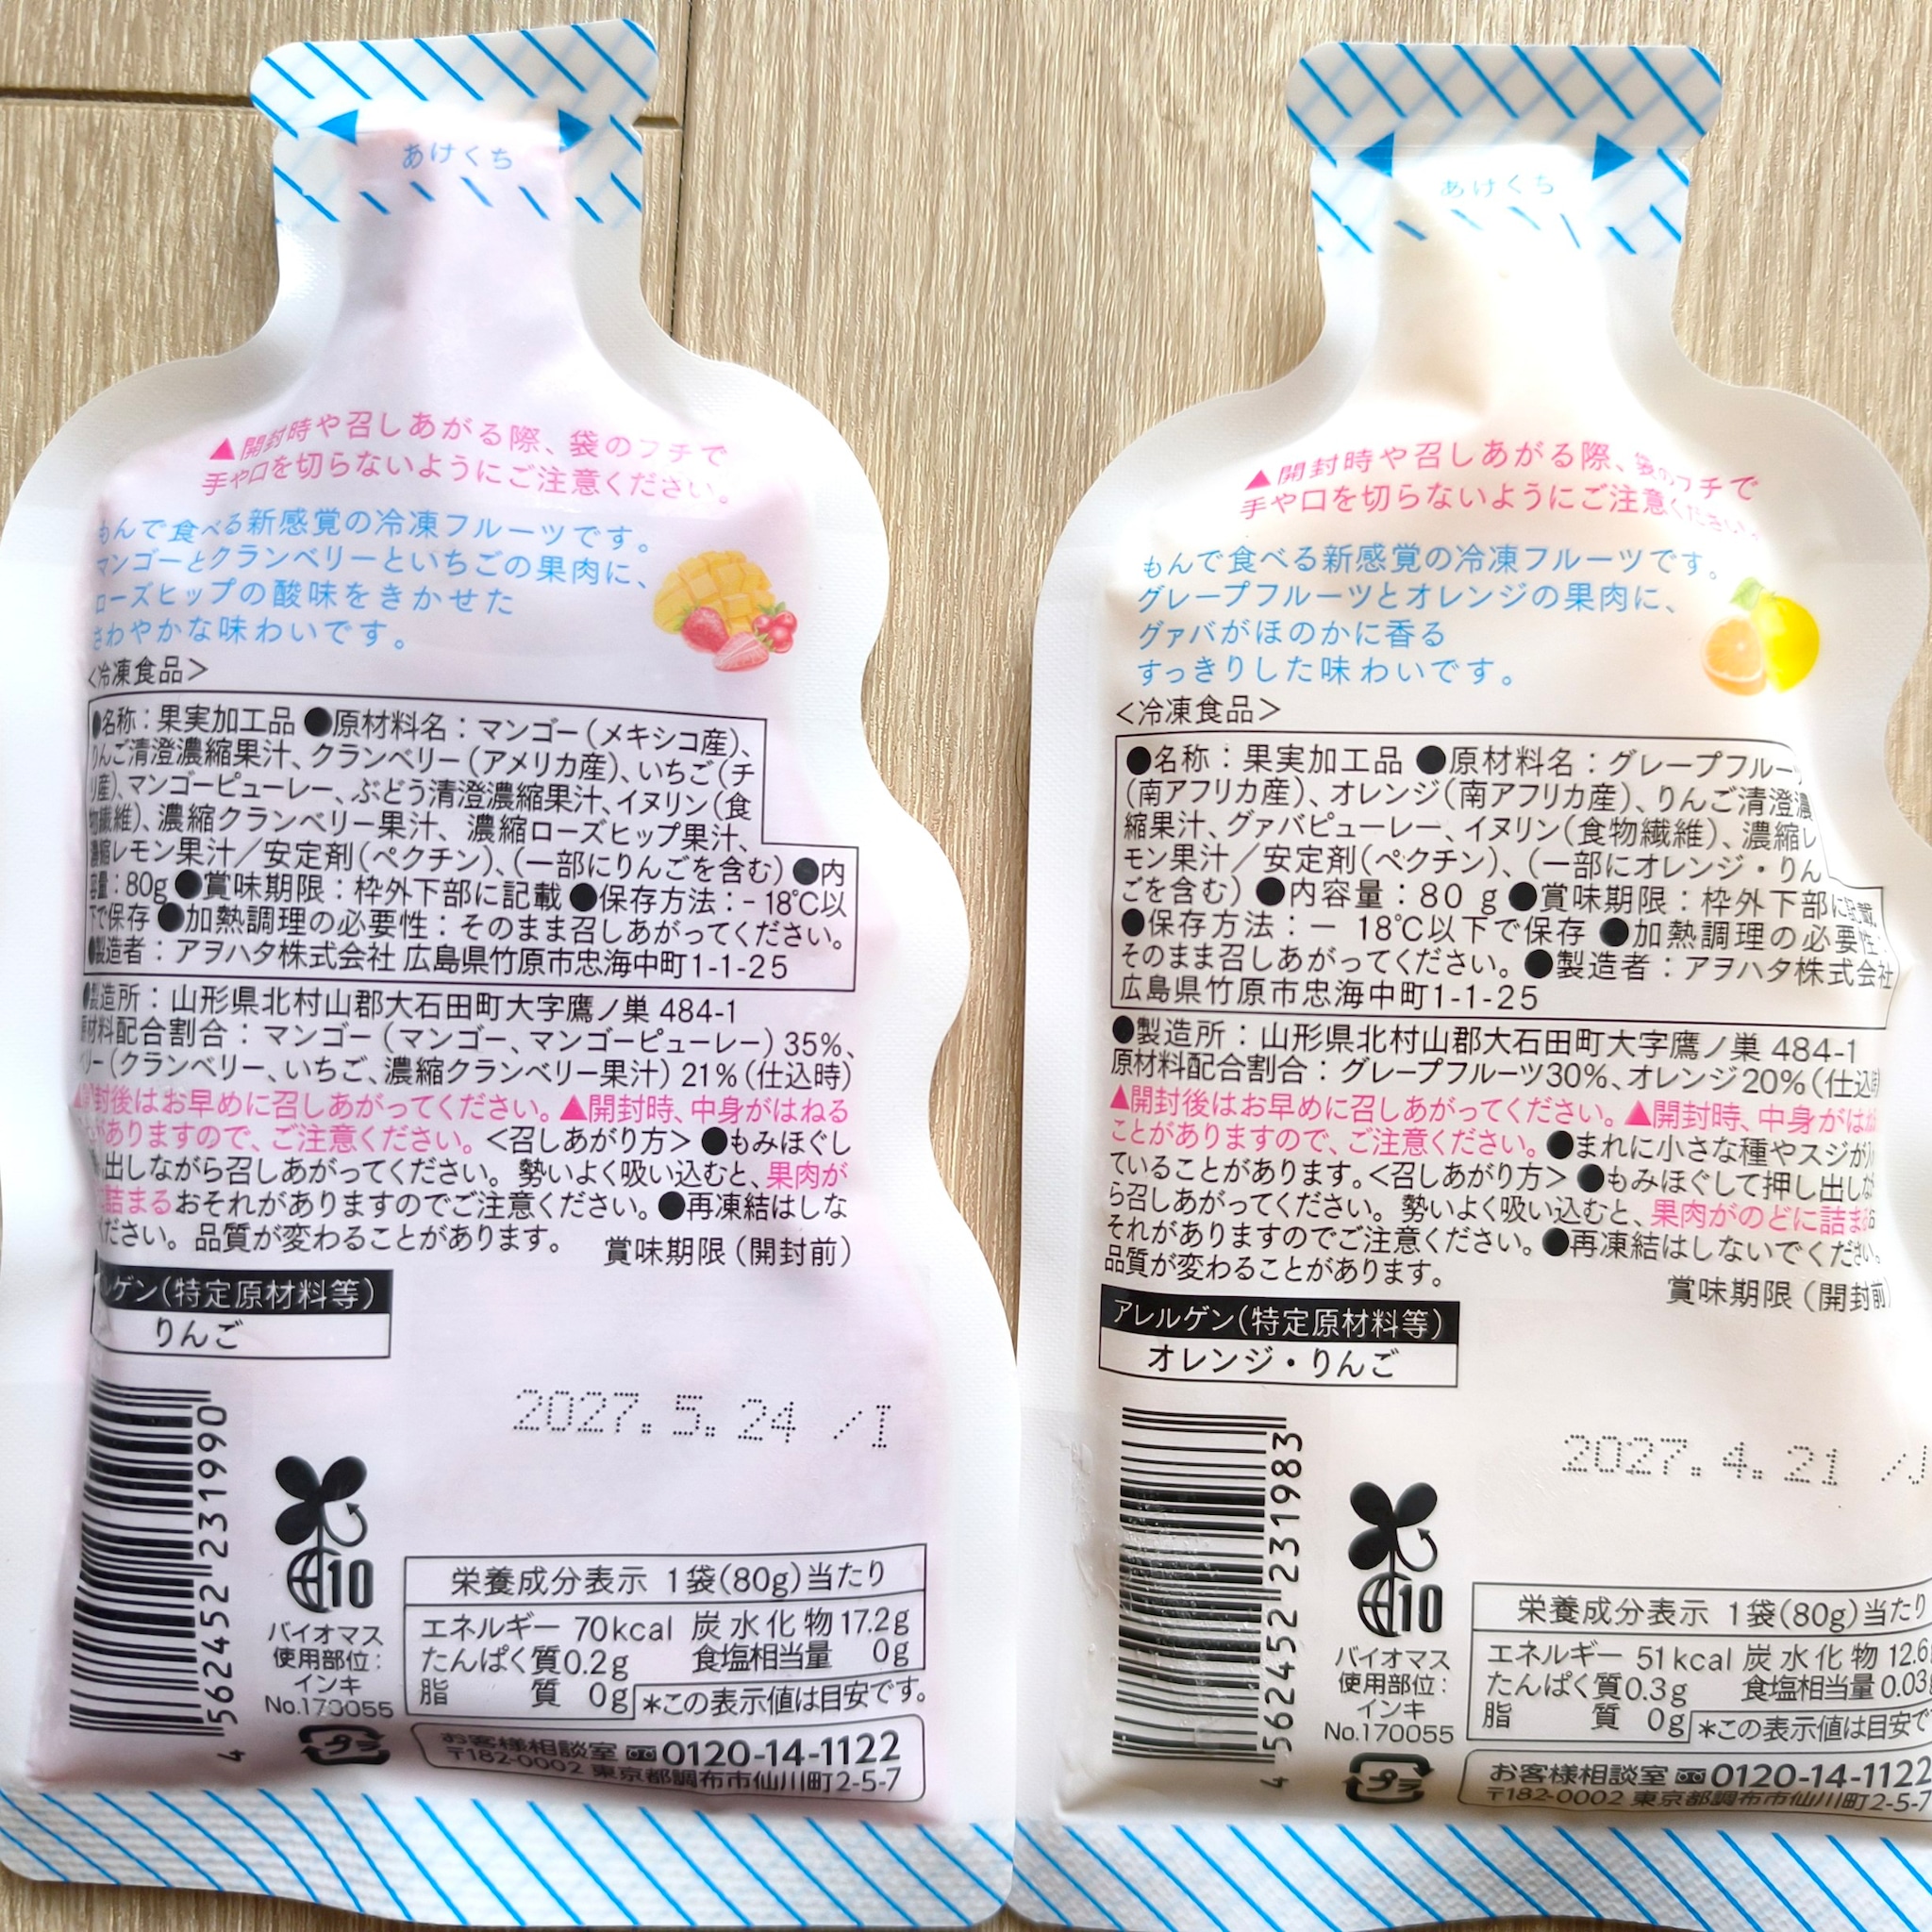 あけくち
▲開封時や召しあがる際、袋のフチで
手や口を切らないようにご注意ください。
もんで食べる新感覚の冷凍フルーツです。
マンゴーとクランベリーといちごの果肉に、
ローズヒップの酸味をきかせた
さわやかな味わいです。
<冷凍食品>
●名称：果実加工品 ●原材料名：マンゴー（メキシコ産）、
りんご清澄濃縮果汁、クランベリー（アメリカ産）、いちご（チ
リ産）、マンゴーピューレー、ぶどう清澄濃縮果汁、イヌリン（食
物繊維）、濃縮クランベリー果汁、濃縮ローズヒップ果汁、
濃縮レモン果汁／安定剤（ペクチン）、（一部にりんごを含む）●内
容量：80g ●賞味期限：枠外下部に記載 ●保存方法：－18℃以
下で保存 ●加熱調理の必要性：そのまま召しあがってください。
●製造者：アヲハタ株式会社 広島県竹原市忠海中町1-1-25
●製造所：山形県北村山郡大石田町大字鷹ノ巣 484-1
原材料配合割合：マンゴー（マンゴー、マンゴーピューレー）35%、
リー（クランベリー、いちご、濃縮クランベリー果汁）21%（仕込時）
▲開封後はお早めに召しあがってください。▲開封時、中身がはねる
とがありますので、ご注意ください。<召しあがり方> ●もみほぐし
出しながら召しあがってください。勢いよく吸い込むと、果肉が
詰まるおそれがありますのでご注意ください。●再凍結はしな
ください。品質が変わることがあります。 賞味期限（開封前）
ルゲン（特定原材料等）
りんご
2027.5.24 /I
4 562452 231990
10
バイオマス
使用部位：
インキ
No.170055
プラ
栄養成分表示 1袋(80g)当たり
エネルギー 70kcal 炭水化物17.2g
たんぱく質0.2g 食塩相当量 0g
脂質 0g ＊この表示値は目安です。
お客様相談室 0120-14-1122
〒182-0002 東京都調布市仙川町2-5-7
あけくち
▲開封時や召しあがる際、袋のフチで
手や口を切らないようにご注意ください。
もんで食べる新感覚の冷凍フルーツです。
グレープフルーツとオレンジの果肉に、
グァバがほのかに香る
すっきりした味わいです。
<冷凍食品>
●名称：果実加工品 ●原材料名：グレープフルーツ
（南アフリカ産）、オレンジ（南アフリカ産）、りんご清澄濃
縮果汁、グァバピューレー、イヌリン（食物繊維）、濃縮レ
モン果汁／安定剤（ペクチン）、（一部にオレンジ・りん
ごを含む）●内容量：80 g ●賞味期限：枠外下部に記載
●保存方法：－ 18℃以下で保存 ●加熱調理の必要性：
そのまま召しあがってください。●製造者：アヲハタ株式会社
広島県竹原市忠海中町1-1-25
●製造所：山形県北村山郡大石田町大字鷹ノ巣 484-1
原材料配合割合：グレープフルーツ30%、オレンジ20%（仕込時
▲開封後はお早めに召しあがってください。▲開封時、中身がはねる
ことがありますので、ご注意ください。●まれに小さな種やスジが入
ていることがあります。<召しあがり方> ●もみほぐして押し出しな
ら召しあがってください。勢いよく吸い込むと、果肉がのどに詰まるお
それがありますのでご注意ください。●再凍結はしないでください。
品質が変わることがあります。
賞味期限（開封前）
アレルゲン（特定原材料等）
オレンジ・りんご
2027.4.21 /J
4 562452 231983
10
バイオマス
使用部位：
インキ
No.170055
プラ
栄養成分表示 1袋(80g)当たり
エネルギー 51kcal 炭水化物 12.6
たんぱく質0.3g 食塩相当量 0.03
脂質 0g ＊この表示値は目安で
お客様相談室 0120-14-1122
〒182-0002 東京都調布市仙川町2-5-7